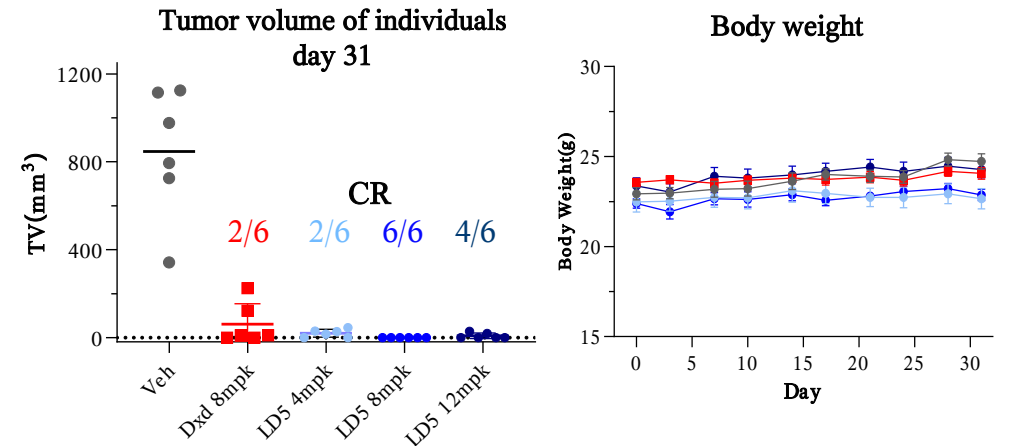 Tumor volume of individuals
day 31
TV(mm³)
1200
800
400
0
CR
2/6 2/6 6/6 4/6
Veh
Dxd 8mpk
LD5 4mpk
LD5 8mpk
LD5 12mpk
Body weight
Body Weight(g)
30
25
20
15
0 5 10 15 20 25 30
Day